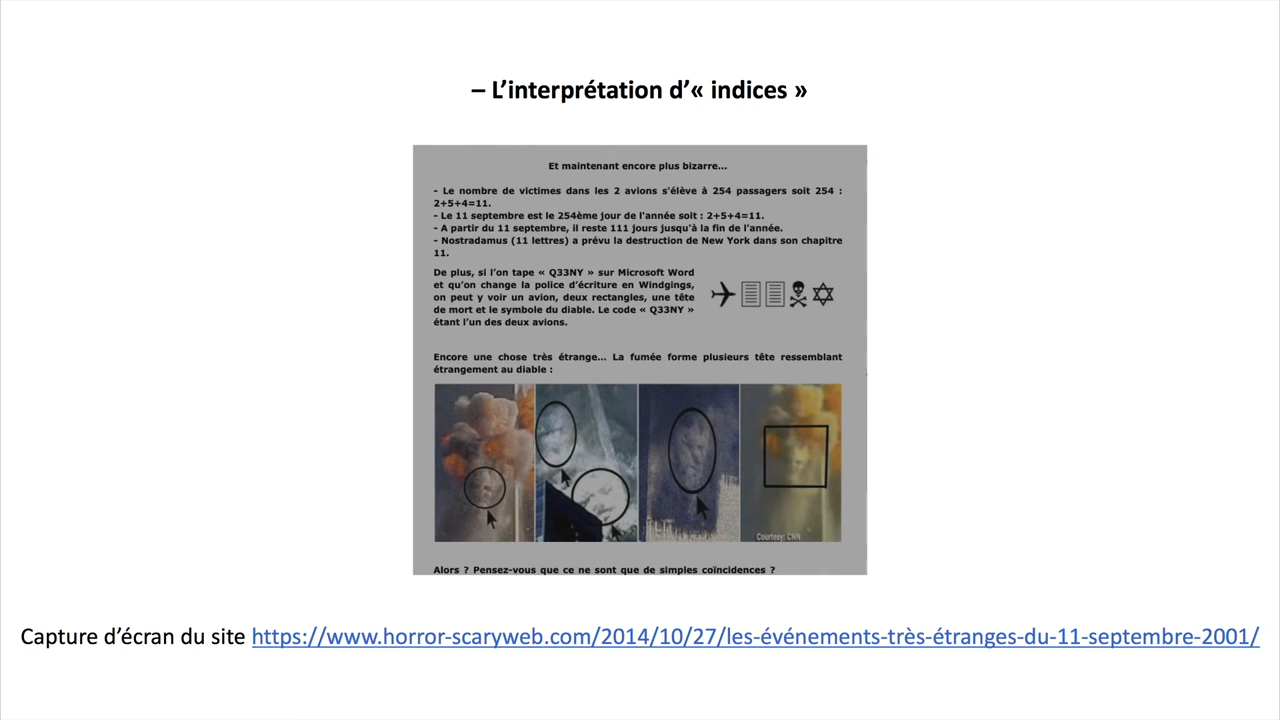 – L’interprétation d’« indices »
Et maintenant encore plus bizarre...
- Le nombre de victimes dans les 2 avions s'élève à 254 passagers soit 254 :
2+5+4=11.
- Le 11 septembre est le 254ème jour de l'année soit : 2+5+4=11.
- A partir du 11 septembre, il reste 111 jours jusqu'à la fin de l'année.
- Nostradamus (11 lettres) a prévu la destruction de New York dans son chapitre
11.
De plus, si l’on tape « Q33NY » sur Microsoft Word
et qu’on change la police d’écriture en Windgings,
on peut y voir un avion, deux rectangles, une tête
de mort et le symbole du diable. Le code « Q33NY »
étant l’un des deux avions.
Encore une chose très étrange... La fumée forme plusieurs tête ressemblant
étrangement au diable :
Courtesy: CNN
Alors ? Pensez-vous que ce ne sont que de simples coïncidences ?
Capture d’écran du site https://www.horror-scaryweb.com/2014/10/27/les-événements-très-étranges-du-11-septembre-2001/